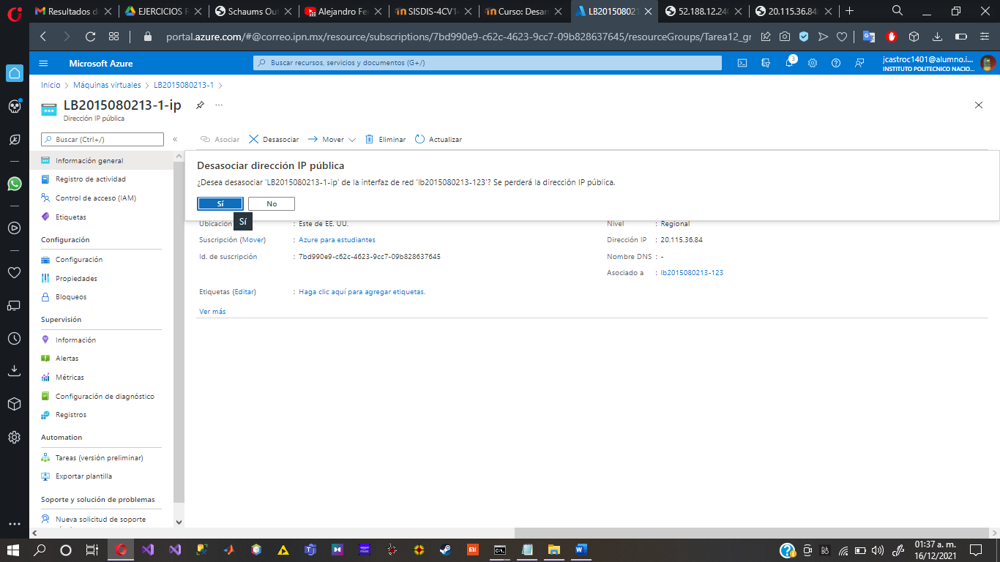 Resultados d
EJERCICIOS R
Schaums Out
Alejandro Fe
SISDIS-4CV14
Curso: Desar
LB20150802
52.188.12.24
20.115.36.84:
portal.azure.com/#@correo.ipn.mx/resource/subscriptions/7bd990e9-c62c-4623-9cc7-09b828637645/resourceGroups/Tarea12_gr
Microsoft Azure
Buscar recursos, servicios y documentos (G+/)
3
jcastroc1401@alumno.i...
INSTITUTO POLITECNICO NACIO...
Inicio > Máquinas virtuales > LB2015080213-1 >
LB2015080213-1-ip
...
Dirección IP pública
Buscar (Ctrl+/)
«
Asociar
Desasociar
Mover
Eliminar
Actualizar
Información general
Registro de actividad
Control de acceso (IAM)
Etiquetas
Configuración
Configuración
Propiedades
Bloqueos
Supervisión
Información
Alertas
Métricas
Configuración de diagnóstico
Registros
Automation
Tareas (versión preliminar)
Exportar plantilla
Soporte y solución de problemas
Nueva solicitud de soporte
Desasociar dirección IP pública
¿Desea desasociar 'LB2015080213-1-ip' de la interfaz de red 'lb2015080213-123'? Se perderá la dirección IP pública.
Sí
No
Sí
Ubicación : Este de EE. UU.
Suscripción (Mover) : Azure para estudiantes
Id. de suscripción : 7bd990e9-c62c-4623-9cc7-09b828637645
Nivel : Regional
Dirección IP : 20.115.36.84
Nombre DNS : -
Asociado a : lb2015080213-123
Etiquetas (Editar) : Haga clic aquí para agregar etiquetas.
Ver más
01:37 a. m.
16/12/2021